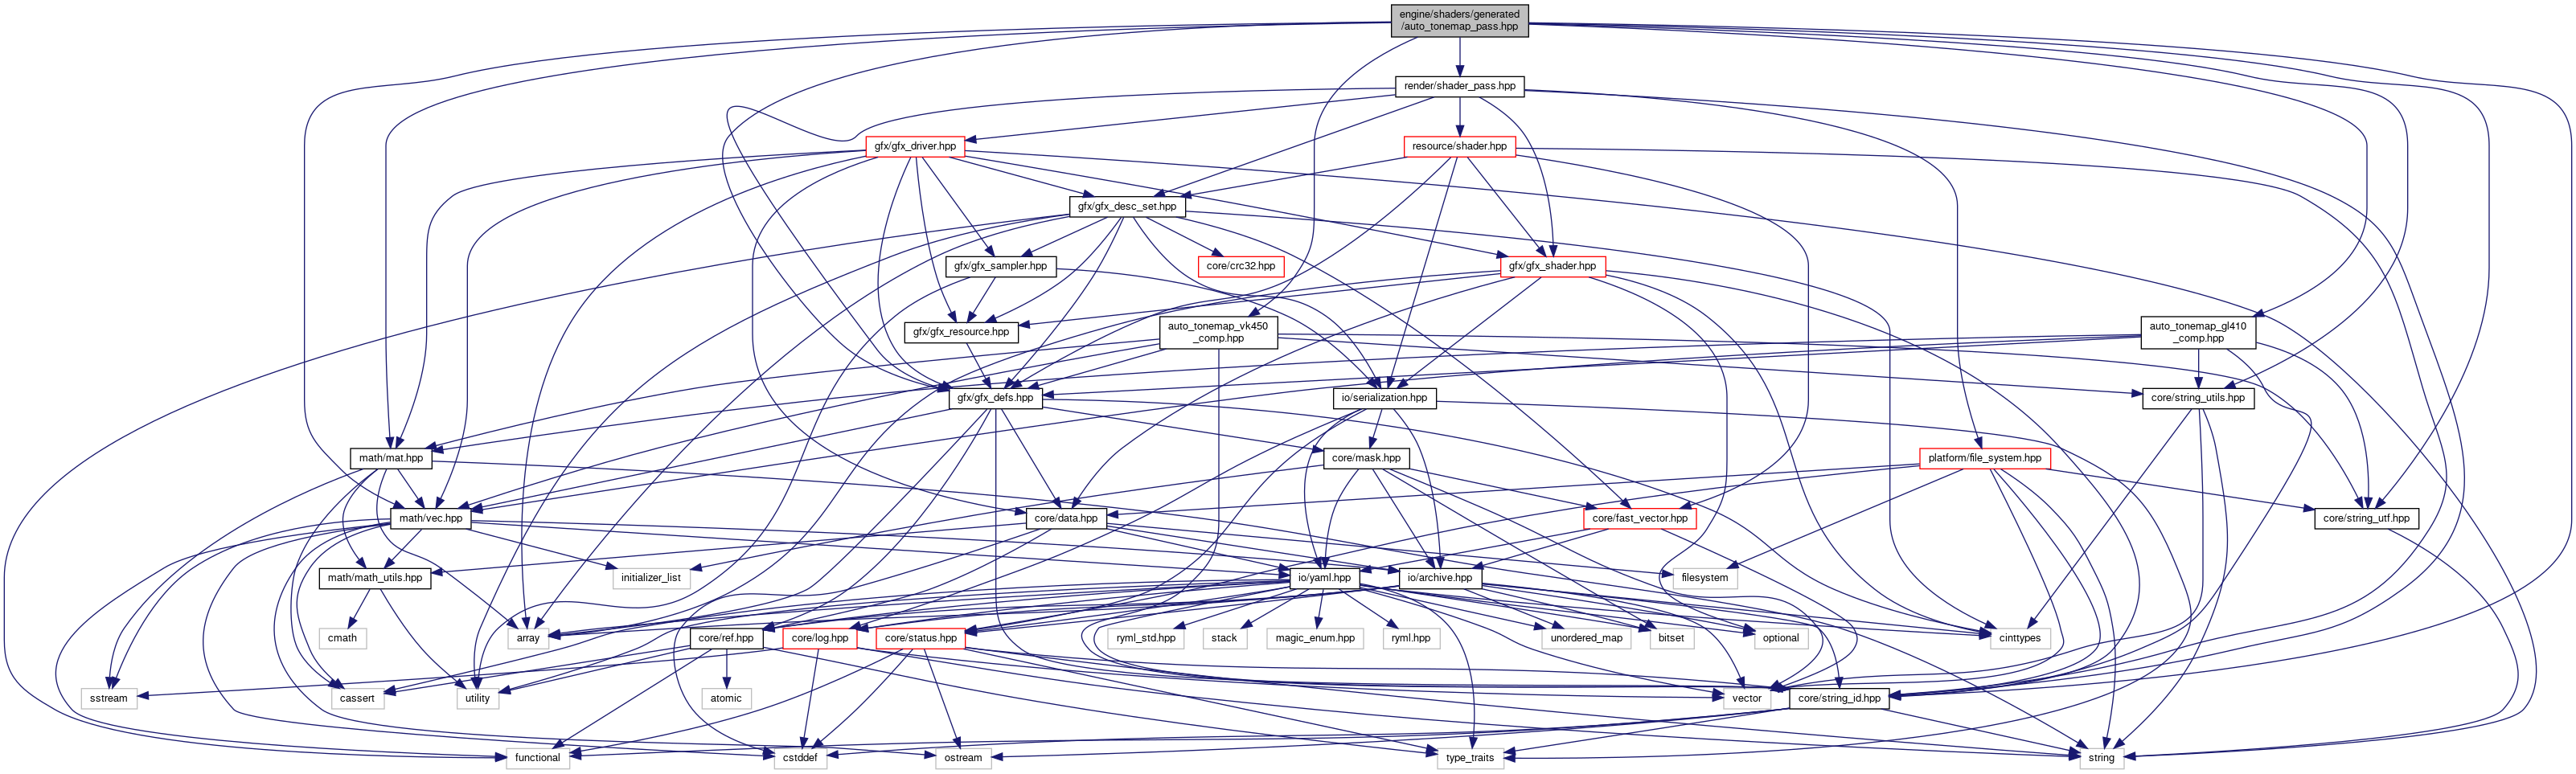 engine/shaders/generated
/auto_tonemap_pass.hpp
render/shader_pass.hpp
gfx/gfx_driver.hpp
resource/shader.hpp
gfx/gfx_desc_set.hpp
gfx/gfx_sampler.hpp
core/crc32.hpp
gfx/gfx_shader.hpp
gfx/gfx_resource.hpp
auto_tonemap_vk450
_comp.hpp
auto_tonemap_gl410
_comp.hpp
gfx/gfx_defs.hpp
io/serialization.hpp
core/string_utils.hpp
math/mat.hpp
core/mask.hpp
platform/file_system.hpp
math/vec.hpp
core/data.hpp
core/fast_vector.hpp
core/string_utf.hpp
math/math_utils.hpp
initializer_list
io/yaml.hpp
io/archive.hpp
filesystem
cmath
array
core/ref.hpp
core/log.hpp
core/status.hpp
ryml_std.hpp
stack
magic_enum.hpp
ryml.hpp
unordered_map
bitset
optional
cinttypes
sstream
cassert
utility
atomic
vector
core/string_id.hpp
functional
cstddef
ostream
type_traits
string